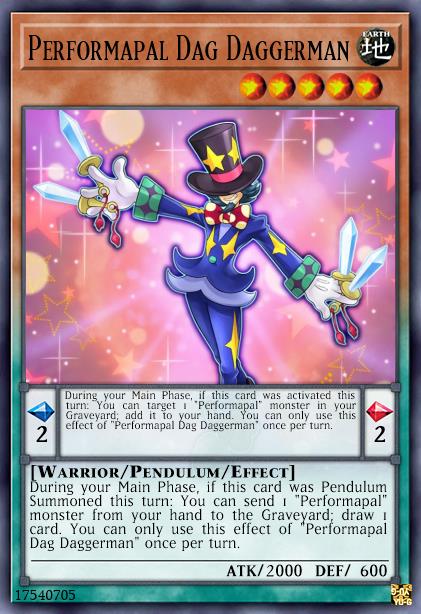 PERFORMAPAL DAG DAGGERMAN
EARTH
地
During your Main Phase, if this card was activated this
turn: You can target 1 "Performapal" monster in your
Graveyard; add it to your hand. You can only use this
effect of "Performapal Dag Daggerman" once per turn.
2
2
[WARRIOR/PENDULUM/EFFECT]
During your Main Phase, if this card was Pendulum
Summoned this turn: You can send 1 "Performapal"
monster from your hand to the Graveyard; draw 1
card. You can only use this effect of "Performapal
Dag Daggerman" once per turn.
ATK/2000 DEF/ 600
17540705